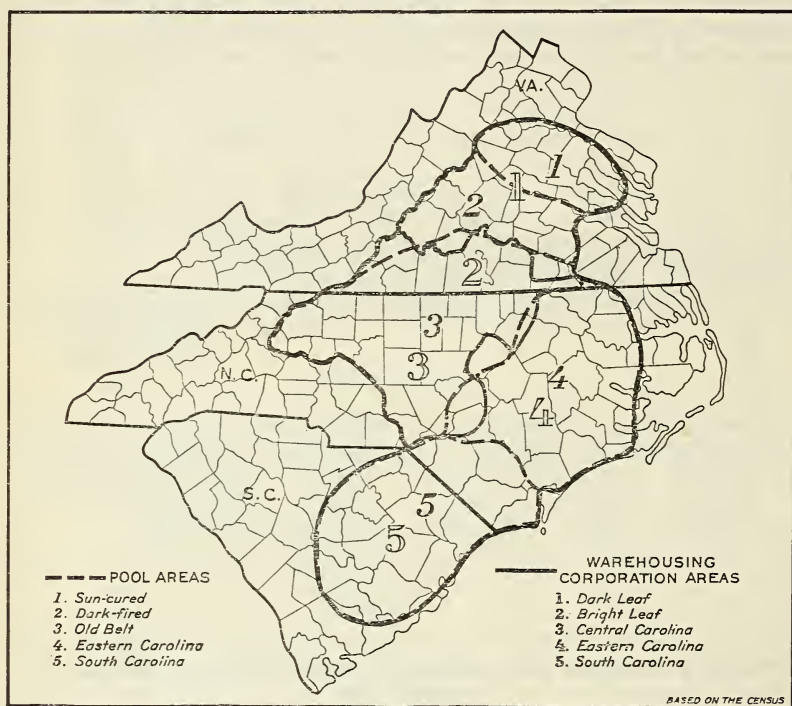 VA.
1
1
2
2
3
3
N.C.
4
4
S.C.
5
5
POOL AREAS
1. Sun-cured
2. Dark-fired
3. Old Belt
4. Eastern Carolina
5. South Carolina
WAREHOUSING
CORPORATION AREAS
1. Dark Leaf
2. Bright Leaf
3. Central Carolina
4. Eastern Carolina
5. South Carolina
BASED ON THE CENSUS